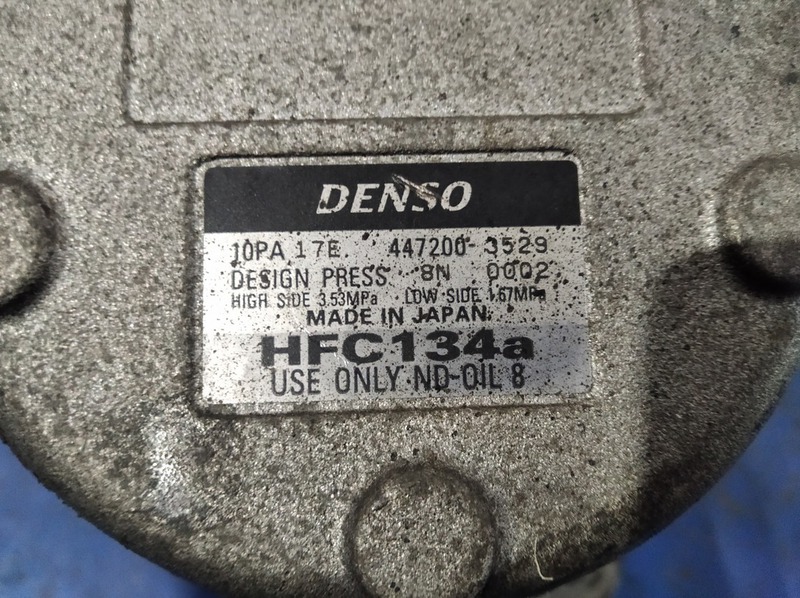 DENSO
10PA 17E 447200-3529
DESIGN PRESS 8N 0002
HIGH SIDE 3.53MPa LOW SIDE 1.67MPa
MADE IN JAPAN
HFC134a
USE ONLY ND-OIL 8